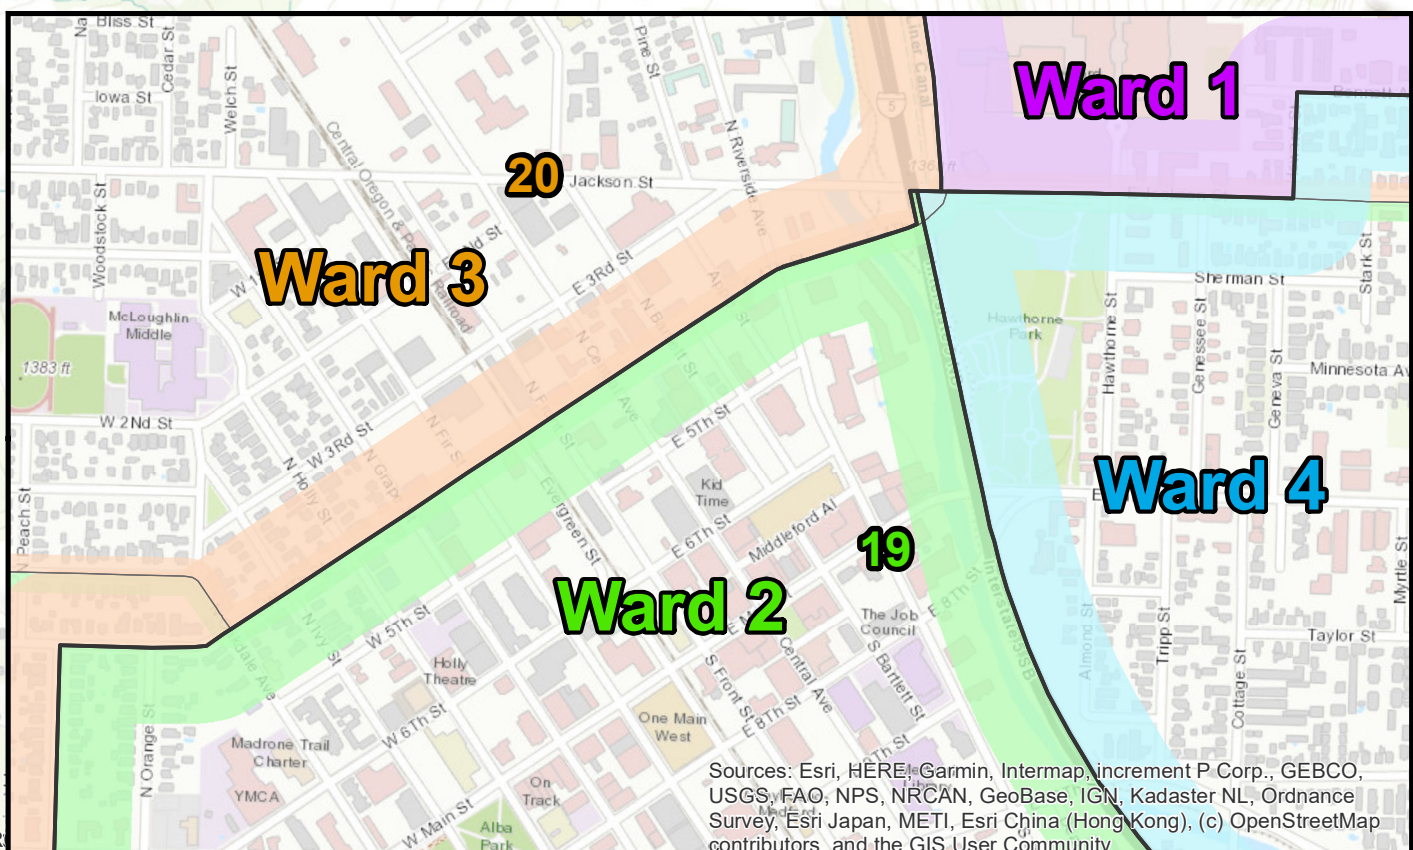 Bliss St
Cedar St
Welch St
Iowa St
Pine St
N Riverside Ave
5
Ward 1
20
Jackson St
Woodstock St
Central Oregon & Pa
Railroad
Ward 3
E 3Rd St
McLoughlin
Middle
1383 ft
W 2Nd St
W 3Rd St
N Holly St
Peach St
Sherman St
Stark St
Hawthorne
Park
Hawthorne St
Genessee St
Geneva St
Minnesota Av
Ward 4
E 5Th St
Kid
Time
Evergreen St
E 6Th St
Middleford Al
19
Ward 2
The Job
Council
E 8Th St
Interstate 5 SB
Almond St
Tripp St
Taylor St
Myrtle St
Cottage St
N Ivy St
W 5Th St
Holly
Theatre
W 6Th St
S Front St
Central Ave
S Bartlett St
E 8Th St
One Main
West
N Orange St
Madrone Trail
Charter
YMCA
On
Track
W Main St
Alba
Park
Sources: Esri, HERE, Garmin, Intermap, increment P Corp., GEBCO,
USGS, FAO, NPS, NRCAN, GeoBase, IGN, Kadaster NL, Ordnance
Survey, Esri Japan, METI, Esri China (Hong Kong), (c) OpenStreetMap
contributors, and the GIS User Community